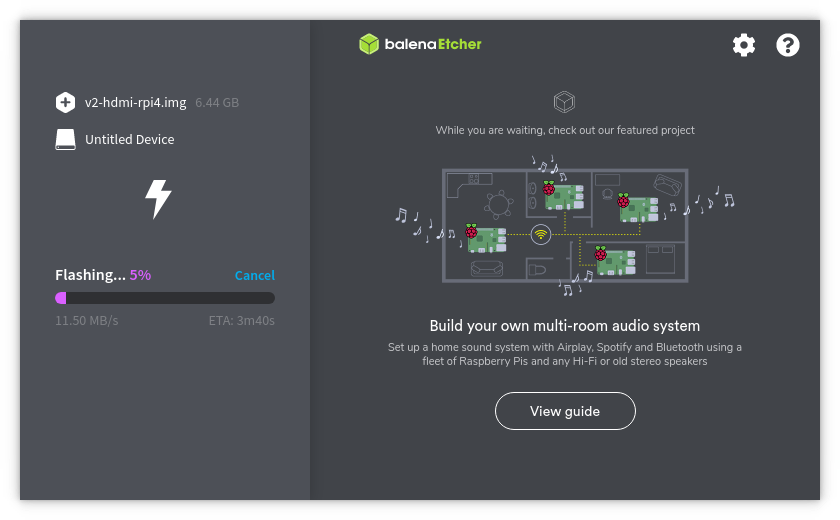 balenaEtcher
v2-hdmi-rpi4.img 6.44 GB
Untitled Device
Flashing... 5% Cancel
11.50 MB/s ETA: 3m40s
While you are waiting, check out our featured project
Build your own multi-room audio system
Set up a home sound system with Airplay, Spotify and Bluetooth using a
fleet of Raspberry Pis and any Hi-Fi or old stereo speakers
View guide